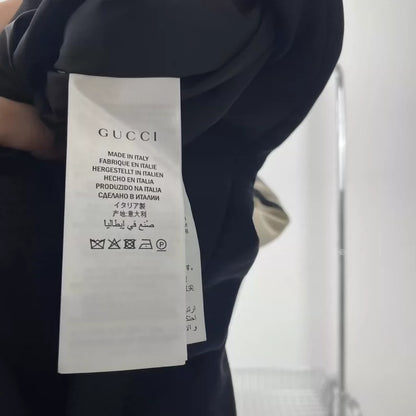 GUCCI
MADE IN ITALY
FABRIQUE EN ITALIE
HERGESTELLT IN ITALIEN
HECHO EN ITALIA
PRODUZIDO NA ITALIA
СДЕЛАНО В ИТАЛИИ
イタリア製
产地:意大利
صنع في إيطاليا
P